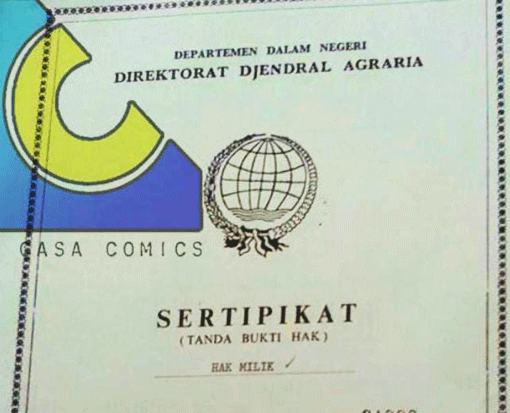 DEPARTEMEN DALAM NEGERI
DIREKTORAT DJENDRAL AGRARIA
CASA COMICS
SERTIPIKAT
(TANDA BUKTI HAK)
HAK MILIK ✓